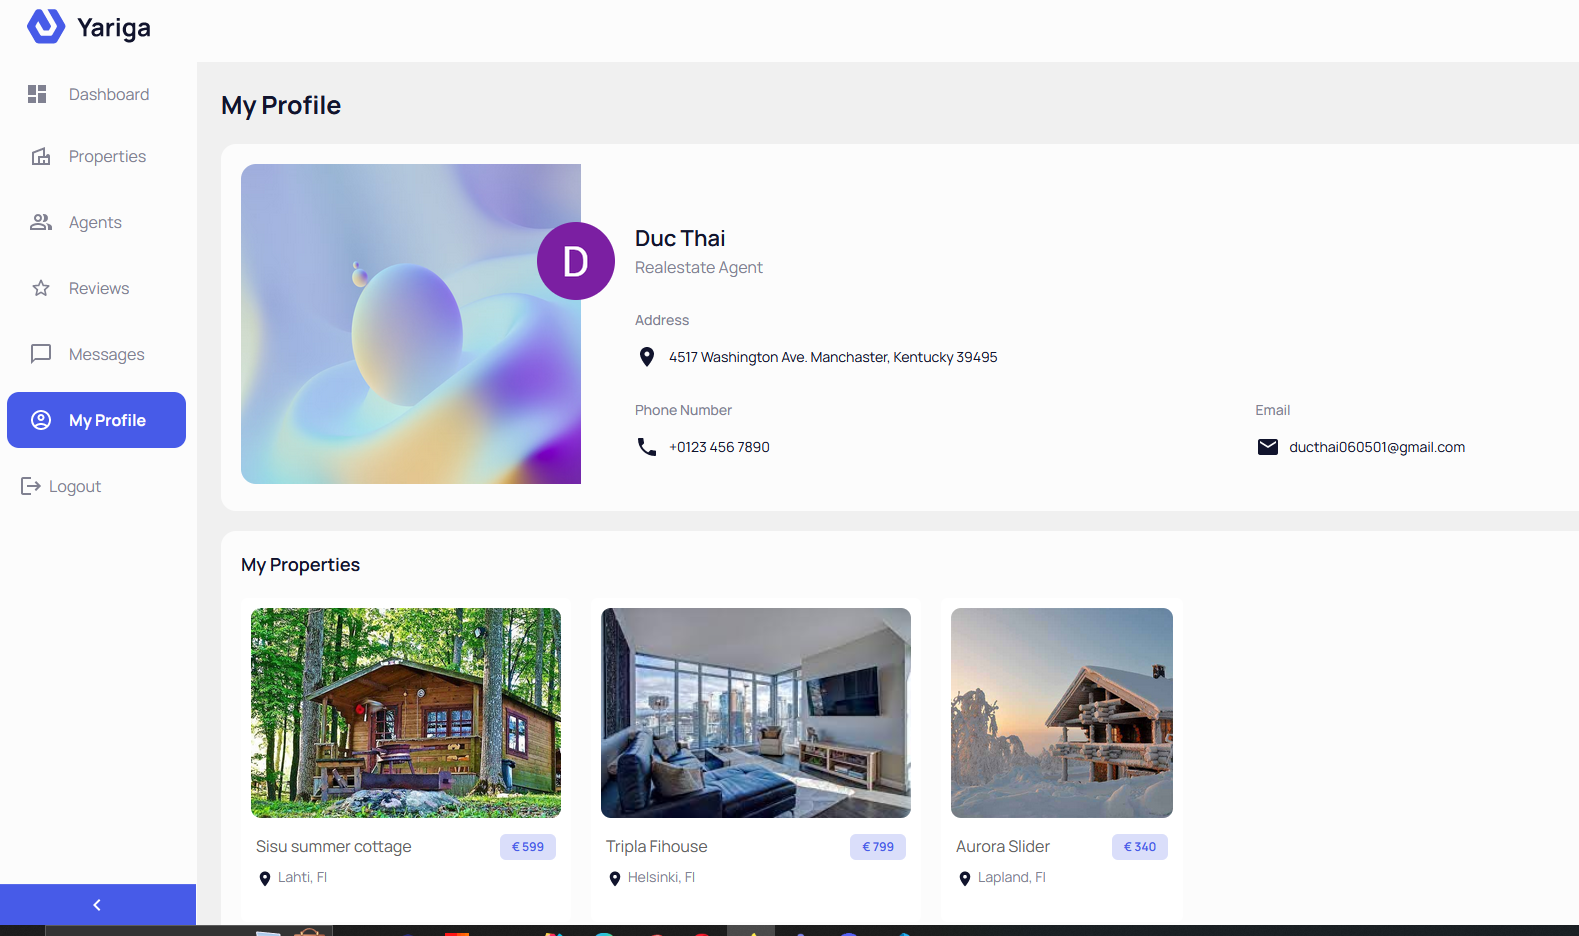 Yariga
Dashboard
Properties
Agents
Reviews
Messages
My Profile
Logout
My Profile
D
Duc Thai
Realestate Agent
Address
4517 Washington Ave. Manchaster, Kentucky 39495
Phone Number
Email
+0123 456 7890
ducthai060501@gmail.com
My Properties
Sisu summer cottage
€ 599
Lahti, FI
Tripla Fihouse
€ 799
Helsinki, FI
Aurora Slider
€ 340
Lapland, FI